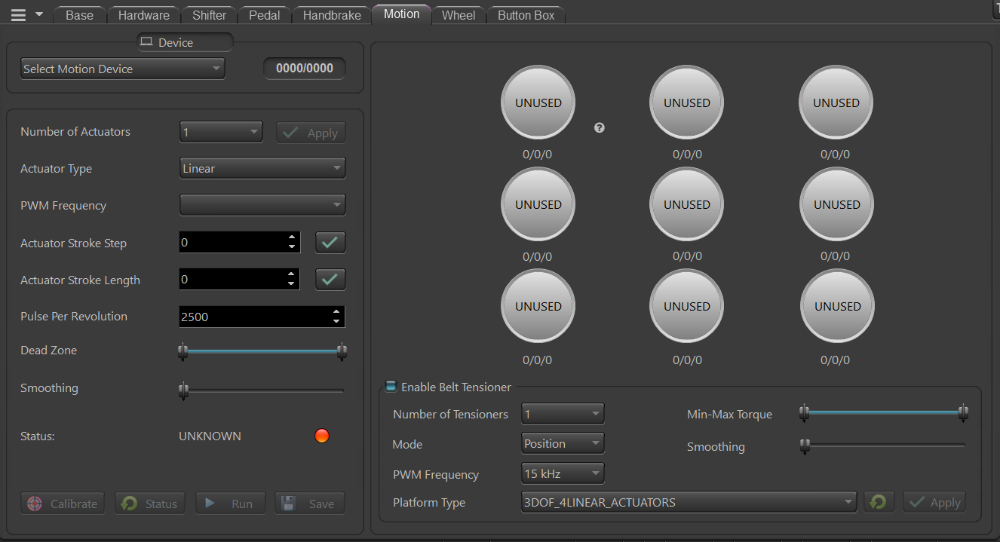 Base Hardware Shifter Pedal Handbrake Motion Wheel Button Box
Device
Select Motion Device 0000/0000
Number of Actuators 1 Apply
Actuator Type Linear
PWM Frequency
Actuator Stroke Step 0
Actuator Stroke Length 0
Pulse Per Revolution 2500
Dead Zone
Smoothing
Status: UNKNOWN
Calibrate Status Run Save
UNUSED UNUSED UNUSED
?
0/0/0 0/0/0 0/0/0
UNUSED UNUSED UNUSED
0/0/0 0/0/0 0/0/0
UNUSED UNUSED UNUSED
0/0/0 0/0/0 0/0/0
Enable Belt Tensioner
Number of Tensioners 1 Min-Max Torque
Mode Position Smoothing
PWM Frequency 15 kHz
Platform Type 3DOF_4LINEAR_ACTUATORS Apply